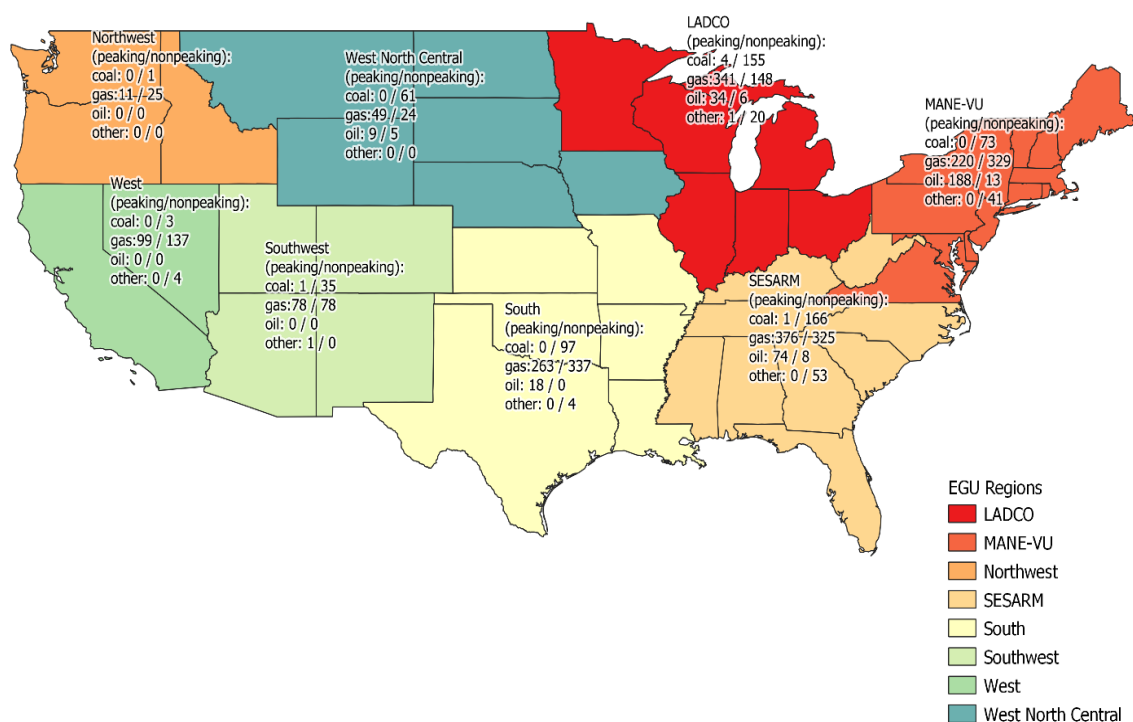 LADCO
(peaking/nonpeaking):
coal: 4 / 155
gas:341 / 148
oil: 34 / 6
other: 1 / 20
Northwest
(peaking/nonpeaking):
coal: 0 / 1
gas:11 / 25
oil: 0 / 0
other: 0 / 0
West North Central
(peaking/nonpeaking):
coal: 0 / 61
gas:49 / 24
oil: 9 / 5
other: 0 / 0
MANE-VU
(peaking/nonpeaking):
coal: 0 / 73
gas:220 / 329
oil: 188 / 13
other: 0 / 41
West
(peaking/nonpeaking):
coal: 0 / 3
gas:99 / 137
oil: 0 / 0
other: 0 / 4
Southwest
(peaking/nonpeaking):
coal: 1 / 35
gas:78 / 78
oil: 0 / 0
other: 1 / 0
South
(peaking/nonpeaking):
coal: 0 / 97
gas:263 / 337
oil: 18 / 0
other: 0 / 4
SESARM
(peaking/nonpeaking):
coal: 1 / 166
gas:376 / 325
oil: 74 / 8
other: 0 / 53
EGU Regions
LADCO
MANE-VU
Northwest
SESARM
South
Southwest
West
West North Central